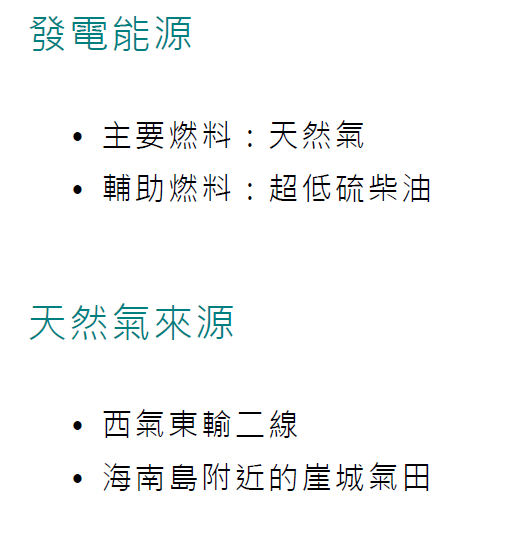 發電能源
• 主要燃料：天然氣
• 輔助燃料：超低硫柴油
天然氣來源
• 西氣東輸二線
• 海南島附近的崖城氣田